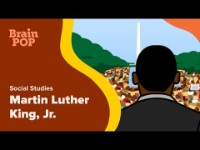 Brain
POP
Social Studies
Martin Luther
King, Jr.